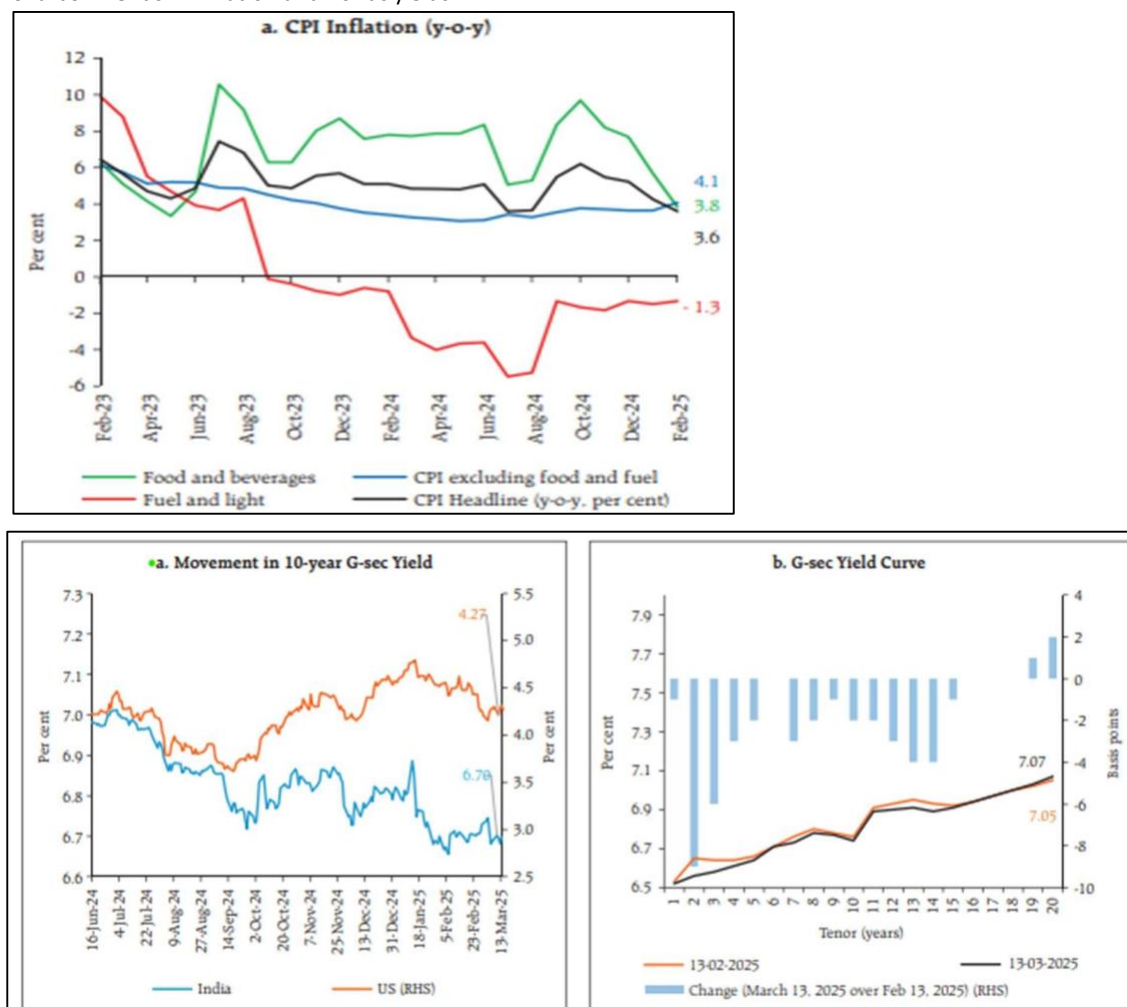 a. CPI Inflation (y-o-y)
12
10
8
6
4
2
0
-2
-4
-6
Per cent
4.1
3.8
3.6
- 1.3
Feb-23
Apr-23
Jun-23
Aug-23
Oct-23
Dec-23
Feb-24
Apr-24
Jun-24
Aug-24
Oct-24
Dec-24
Feb-25
Food and beverages
CPI excluding food and fuel
Fuel and light
CPI Headline (y-o-y, per cent)
a. Movement in 10-year G-sec Yield
7.3
7.2
7.1
7.0
6.9
6.8
6.7
6.6
Per cent
5.5
5.0
4.5
4.0
3.5
3.0
2.5
Per cent
4.27
6.70
16-Jun-24
4-Jul-24
22-Jul-24
9-Aug-24
27-Aug-24
14-Sep-24
2-Oct-24
20-Oct-24
7-Nov-24
25-Nov-24
13-Dec-24
31-Dec-24
18-Jan-25
5-Feb-25
23-Feb-25
13-Mar-25
India
US (RHS)
b. G-sec Yield Curve
7.9
7.7
7.5
7.3
7.1
6.9
6.7
6.5
Per cent
4
2
0
-2
-4
-6
-8
-10
Basis points
7.07
7.05
1
2
3
4
5
6
7
8
9
10
11
12
13
14
15
16
17
18
19
20
Tenor (years)
13-02-2025
13-03-2025
Change (March 13, 2025 over Feb 13, 2025) (RHS)